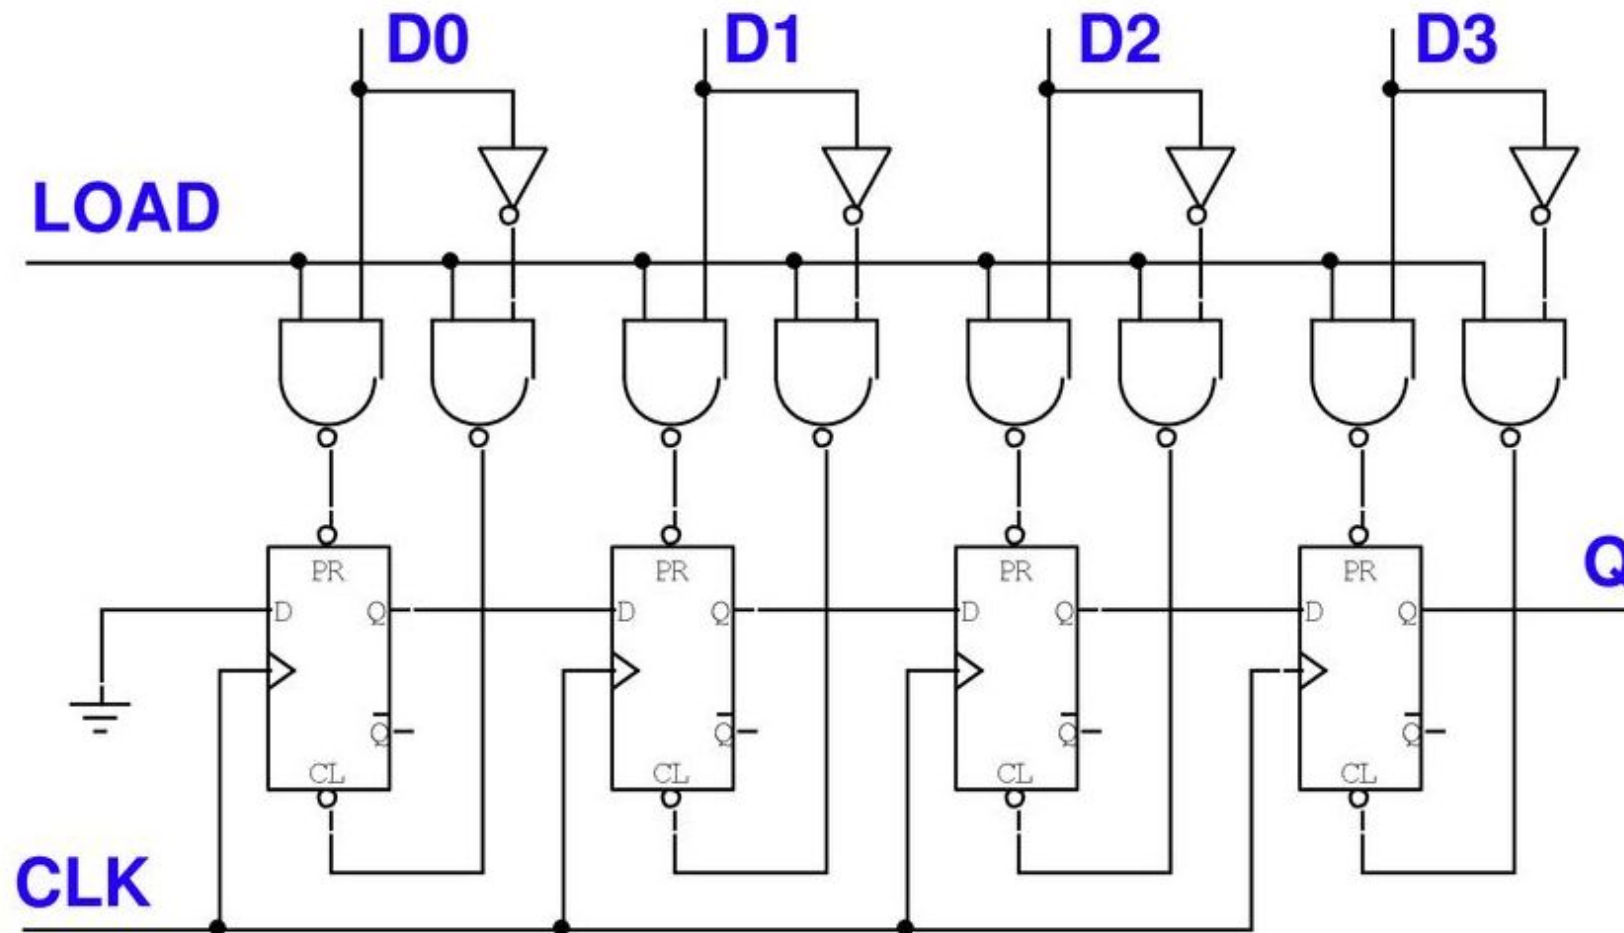 D0 D1 D2 D3
LOAD
PR PR PR PR
Q
D Q D Q D Q D Q
Q Q Q Q
CL CL CL CL
CLK